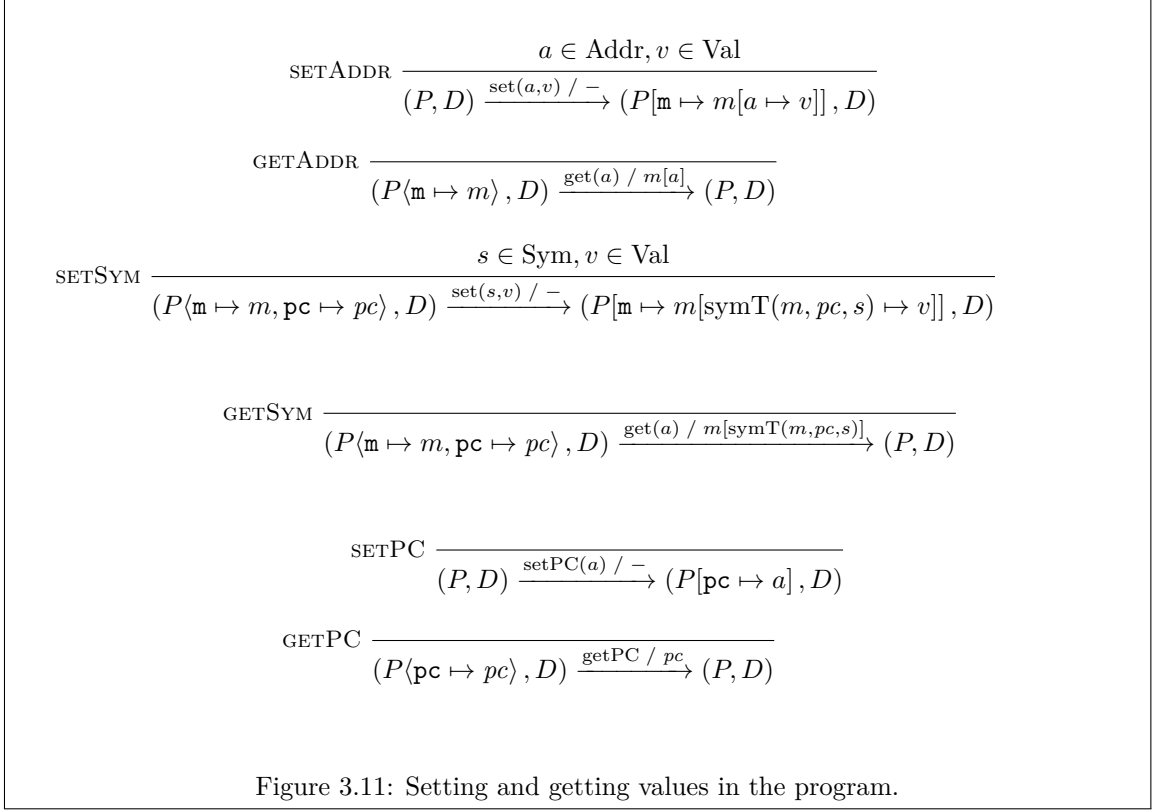 a ∈ Addr, v ∈ Val
SETADDR
(P, D) set(a,v) / − → (P[m ↦ m[a ↦ v]] , D)
GETADDR
(P⟨m ↦ m⟩ , D) get(a) / m[a] → (P, D)
s ∈ Sym, v ∈ Val
SETSYM
(P⟨m ↦ m, pc ↦ pc⟩ , D) set(s,v) / − → (P[m ↦ m[symT(m, pc, s) ↦ v]] , D)
GETSYM
(P⟨m ↦ m, pc ↦ pc⟩ , D) get(a) / m[symT(m,pc,s)] → (P, D)
SETPC
(P, D) setPC(a) / − → (P[pc ↦ a] , D)
GETPC
(P⟨pc ↦ pc⟩ , D) getPC / pc → (P, D)
Figure 3.11: Setting and getting values in the program.